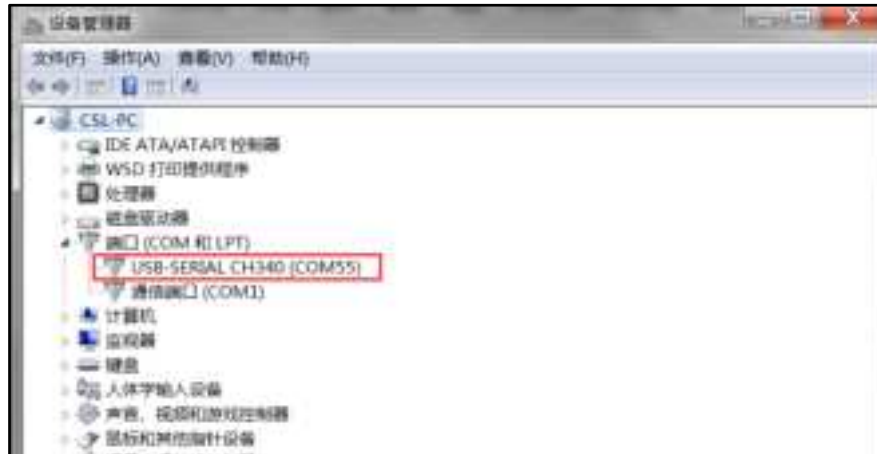 设备管理器
文件(F) 操作(A) 查看(V) 帮助(H)
CSL-PC
IDE ATA/ATAPI 控制器
WSD 打印提供程序
处理器
磁盘驱动器
端口 (COM 和 LPT)
USB-SERIAL CH340 (COM55)
通信端口 (COM1)
计算机
监视器
键盘
人体学输入设备
声音、视频和游戏控制器
鼠标和其他指针设备